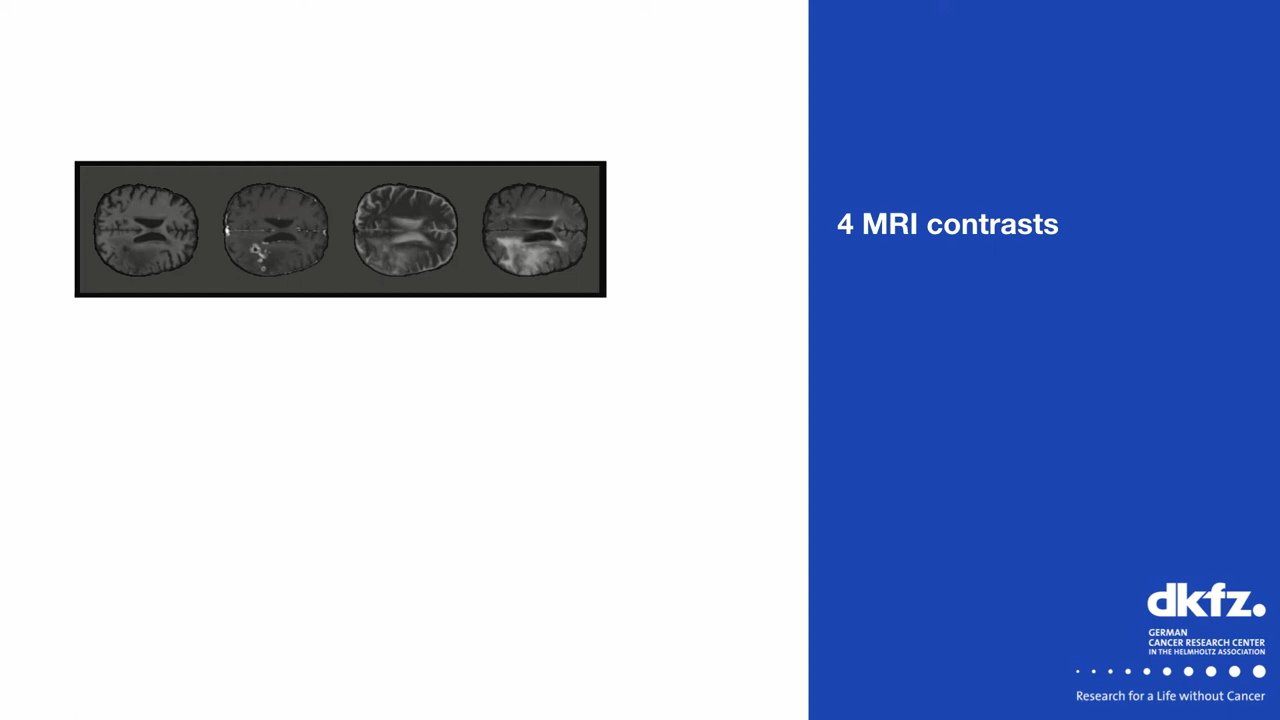 4 MRI contrasts
dkfz.
GERMAN
CANCER RESEARCH CENTER
IN THE HELMHOLTZ ASSOCIATION
Research for a Life without Cancer